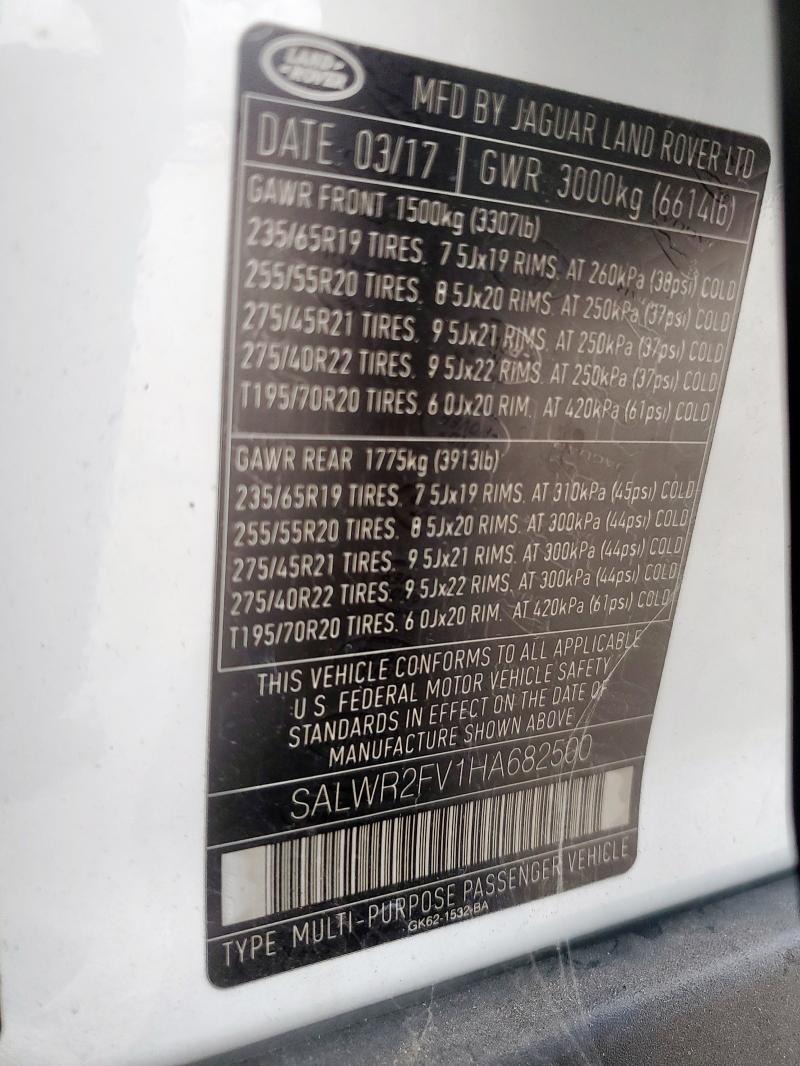 LAND-
-ROVER
MFD BY JAGUAR LAND ROVER LTD
DATE 03/17 GWR 3000kg (6614lb)
GAWR FRONT 1500kg (3307lb)
235/65R19 TIRES. 7 5Jx19 RIMS. AT 260kPa (38psi) COLD
255/55R20 TIRES. 8 5Jx20 RIMS. AT 250kPa (37psi) COLD
275/45R21 TIRES. 9 5Jx21 RIMS. AT 250kPa (37psi) COLD
275/40R22 TIRES. 9 5Jx22 RIMS. AT 250kPa (37psi) COLD
T195/70R20 TIRES. 6 0Jx20 RIM. AT 420kPa (61psi) COLD
GAWR REAR 1775kg (3913lb)
235/65R19 TIRES. 7 5Jx19 RIMS. AT 310kPa (45psi) COLD
255/55R20 TIRES. 8 5Jx20 RIMS. AT 300kPa (44psi) COLD
275/45R21 TIRES. 9 5Jx21 RIMS. AT 300kPa (44psi) COLD
275/40R22 TIRES. 9 5Jx22 RIMS. AT 300kPa (44psi) COLD
T195/70R20 TIRES. 6 0Jx20 RIM. AT 420kPa (61psi) COLD
THIS VEHICLE CONFORMS TO ALL APPLICABLE
U S FEDERAL MOTOR VEHICLE SAFETY
STANDARDS IN EFFECT ON THE DATE OF
MANUFACTURE SHOWN ABOVE
SALWR2FV1HA682500
TYPE MULTI-PURPOSE PASSENGER VEHICLE
GK62-1532-BA